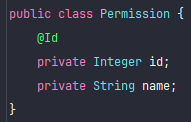 public class Permission {
@Id
private Integer id;
private String name;
}